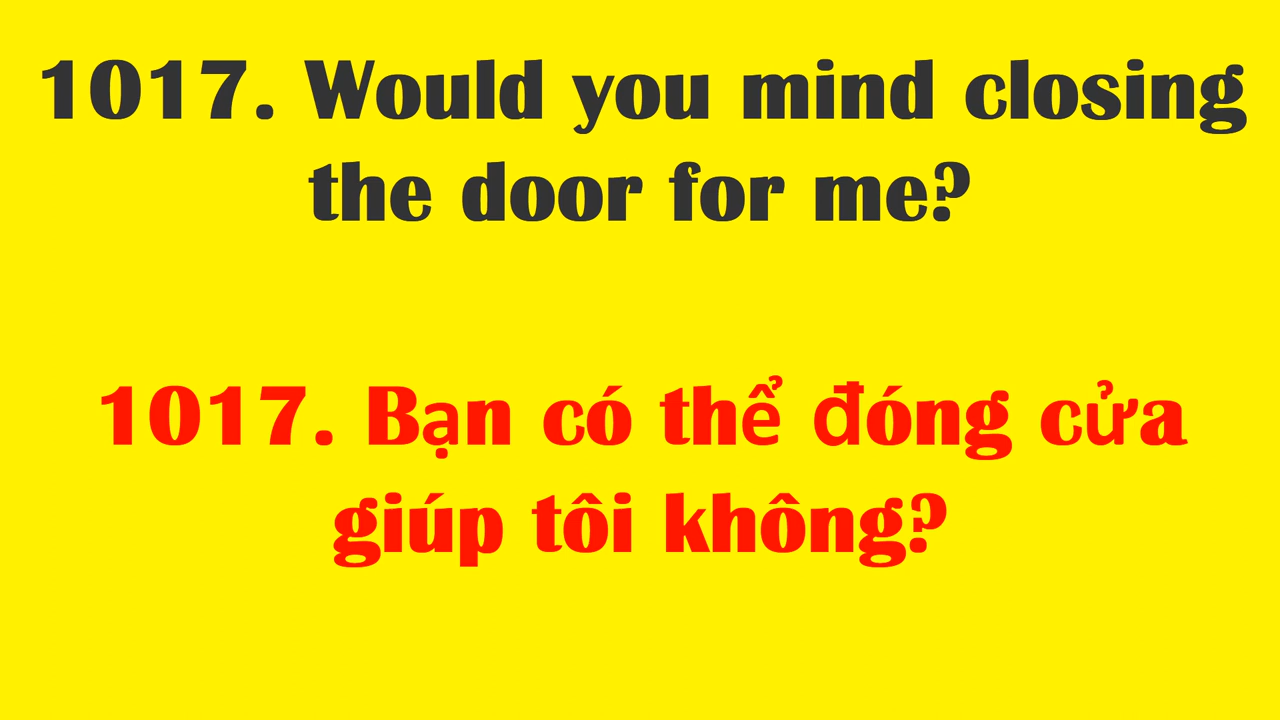 1017. Would you mind closing
the door for me?
1017. Bạn có thể đóng cửa
giúp tôi không?